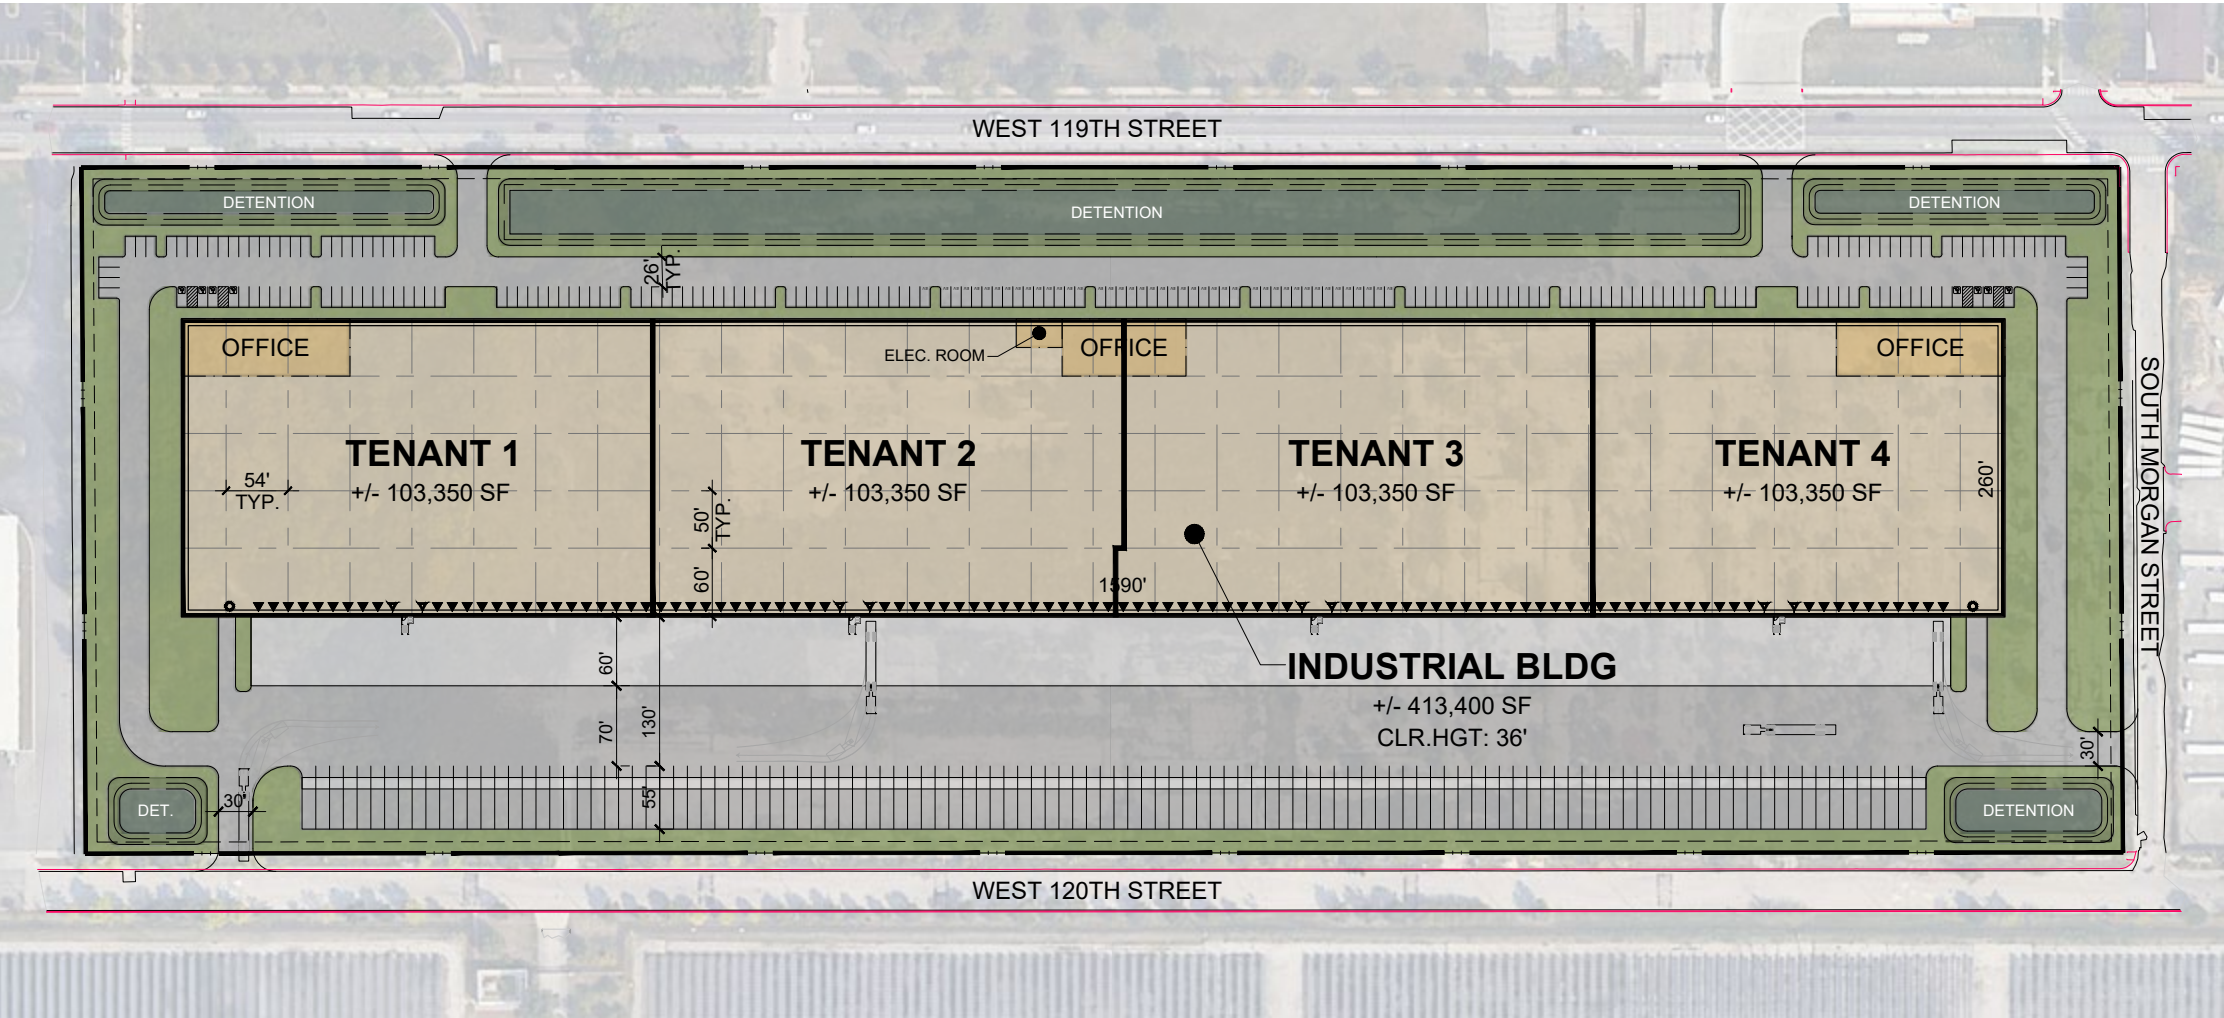 WEST 119TH STREET
DETENTION
DETENTION
DETENTION
26'
TYP.
OFFICE
ELEC. ROOM
OFFICE
OFFICE
TENANT 1
+/- 103,350 SF
TENANT 2
+/- 103,350 SF
TENANT 3
+/- 103,350 SF
TENANT 4
+/- 103,350 SF
54'
TYP.
50'
TYP.
60'
260'
1590'
SOUTH MORGAN STREET
60'
70'
130'
55'
INDUSTRIAL BLDG
+/- 413,400 SF
CLR.HGT: 36'
30'
30'
DET.
DETENTION
WEST 120TH STREET